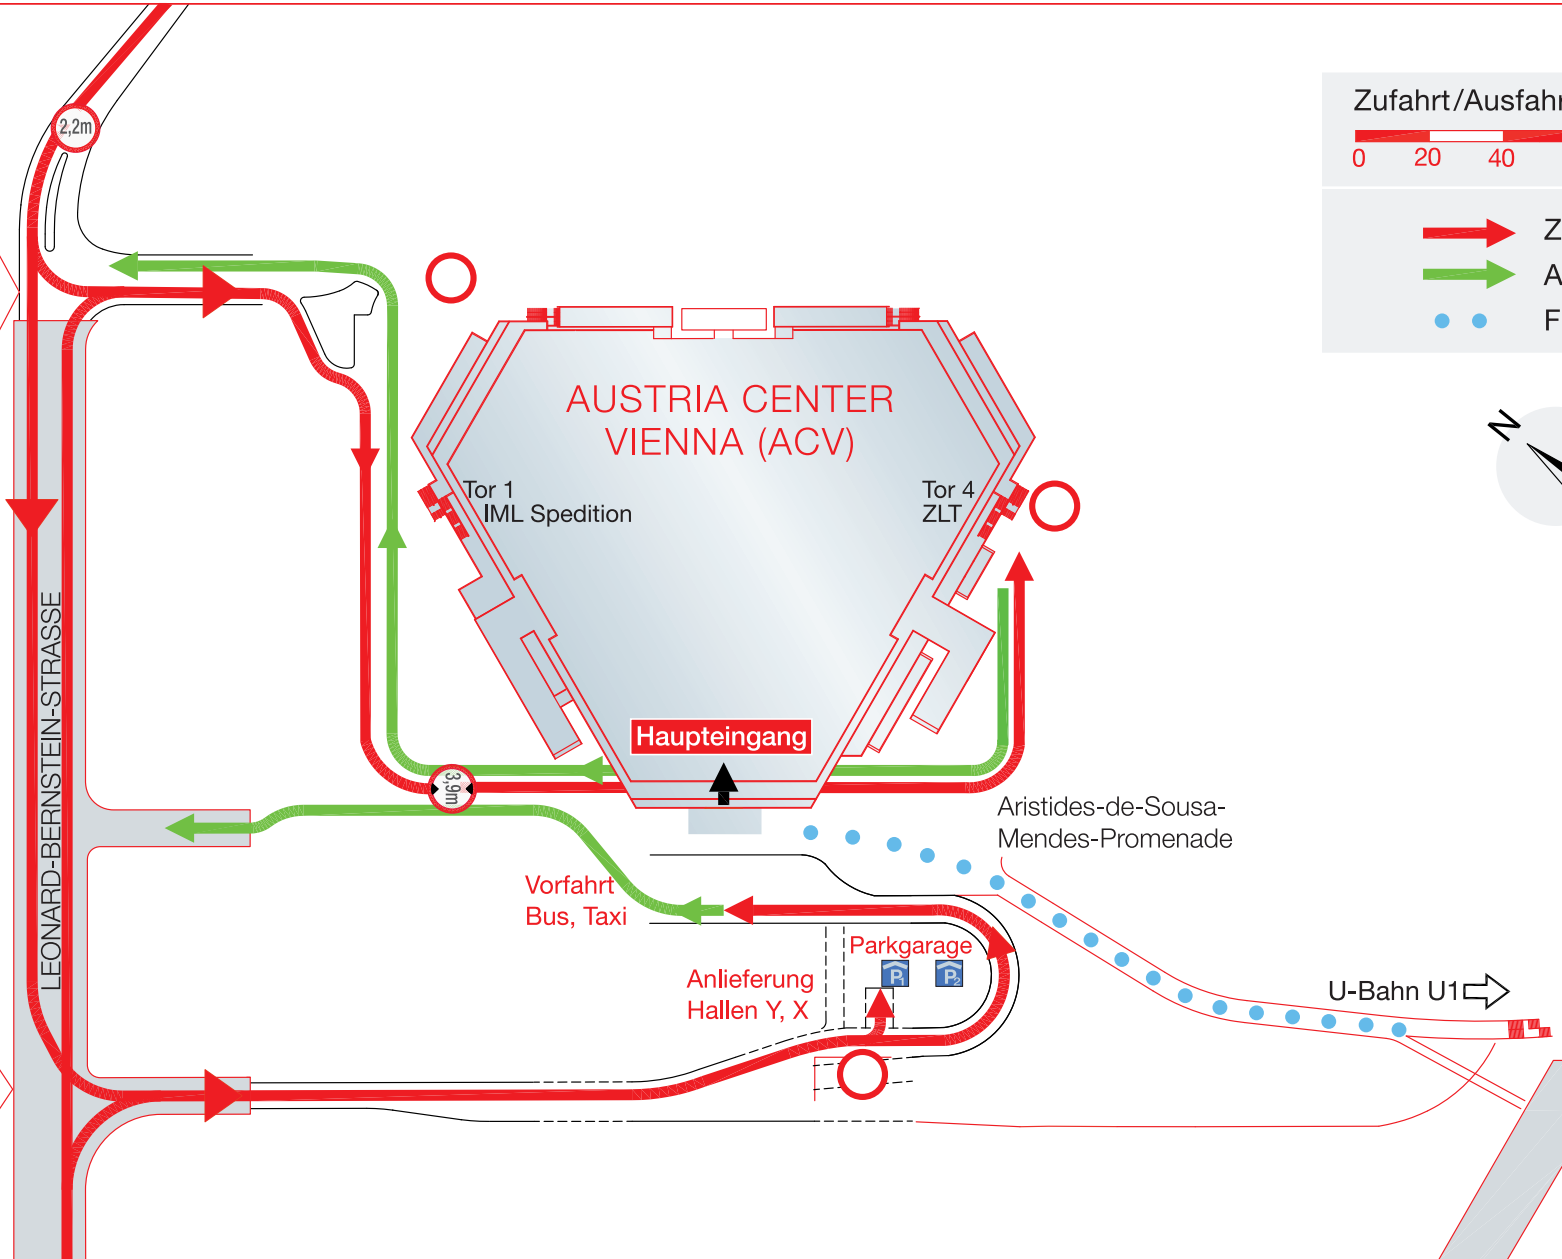 2,2m
Zufahrt/Ausfahr
0 20 40
Z
A
F
N
AUSTRIA CENTER
VIENNA (ACV)
Tor 1
IML Spedition
Tor 4
ZLT
LEONARD-BERNSTEIN-STRASSE
Haupteingang
3,9m
Aristides-de-Sousa-
Mendes-Promenade
Vorfahrt
Bus, Taxi
Parkgarage
P1 P2
Anlieferung
Hallen Y, X
U-Bahn U1